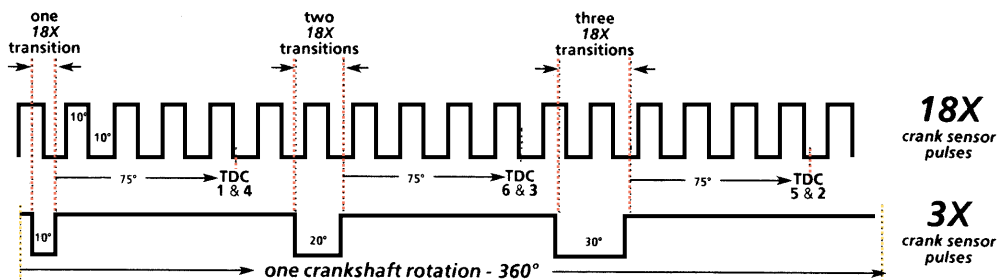 one
18X
transition
two
18X
transitions
three
18X
transitions
10°
10°
18X
crank sensor
pulses
75°
TDC
1 & 4
75°
TDC
6 & 3
75°
TDC
5 & 2
10°
20°
30°
3X
crank sensor
pulses
one crankshaft rotation - 360°